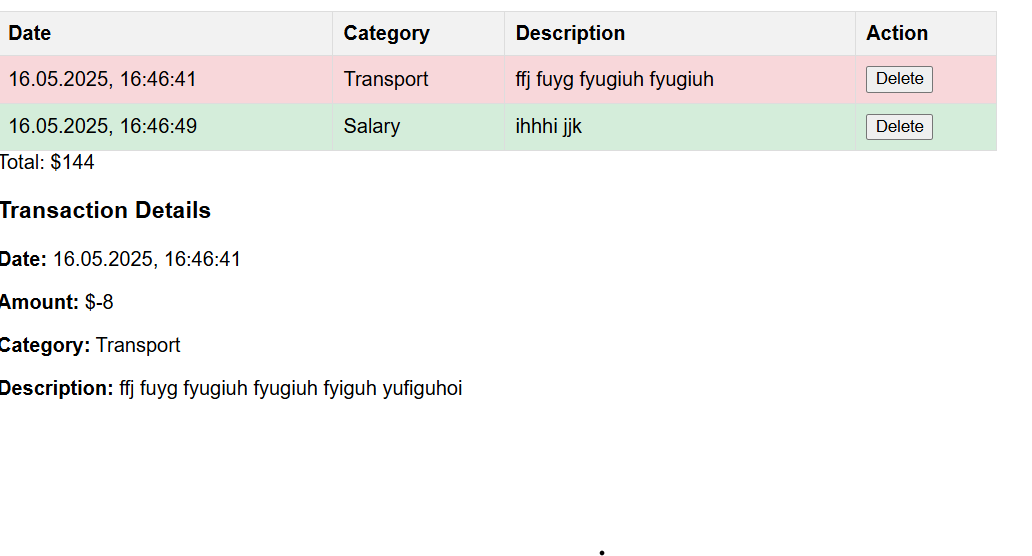 Date Category Description Action
16.05.2025, 16:46:41 Transport ffj fuyg fyugiuh fyugiuh Delete
16.05.2025, 16:46:49 Salary ihhhi jjk Delete
Total: $144
Transaction Details
Date: 16.05.2025, 16:46:41
Amount: $-8
Category: Transport
Description: ffj fuyg fyugiuh fyugiuh fyiguh yufiguhoi